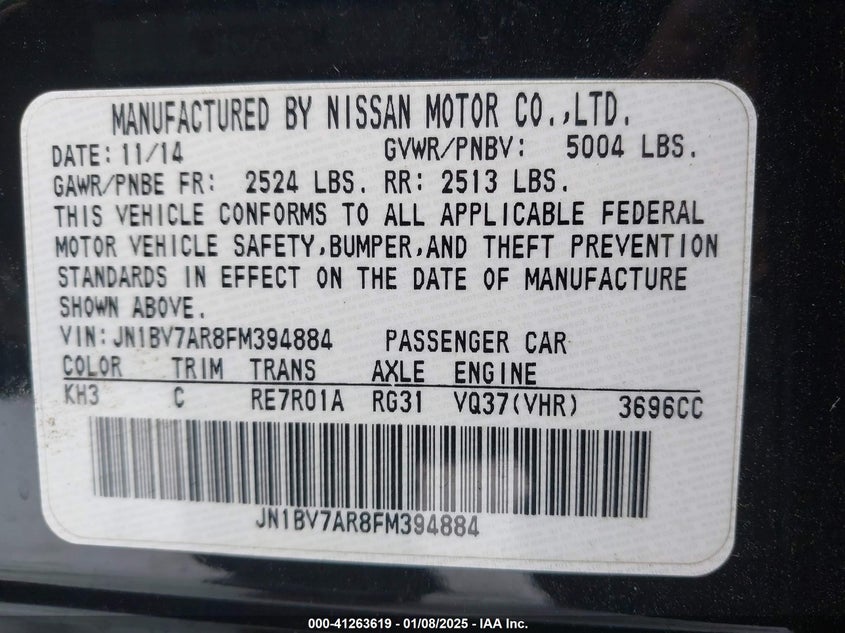 MANUFACTURED BY NISSAN MOTOR CO.,LTD.
DATE: 11/14 GVWR/PNBV: 5004 LBS.
GAWR/PNBE FR: 2524 LBS. RR: 2513 LBS.
THIS VEHICLE CONFORMS TO ALL APPLICABLE FEDERAL
MOTOR VEHICLE SAFETY,BUMPER,AND THEFT PREVENTION
STANDARDS IN EFFECT ON THE DATE OF MANUFACTURE
SHOWN ABOVE.
VIN: JN1BV7AR8FM394884 PASSENGER CAR
COLOR TRIM TRANS AXLE ENGINE
KH3 C RE7R01A RG31 VQ37(VHR) 3696CC
JN1BV7AR8FM394884
000-41263619 - 01/08/2025 - IAA Inc.